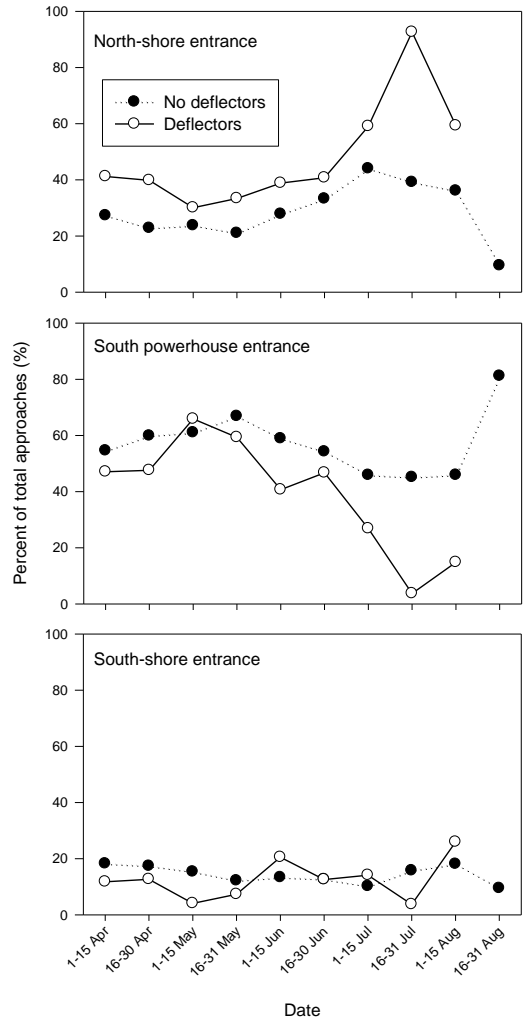 100
80
60
40
20
0
North-shore entrance
No deflectors
Deflectors
Percent of total approaches (%)
100
80
60
40
20
0
South powerhouse entrance
100
80
60
40
20
0
South-shore entrance
1-15 Apr
16-30 Apr
1-15 May
16-31 May
1-15 Jun
16-30 Jun
1-15 Jul
16-31 Jul
1-15 Aug
16-31 Aug
Date